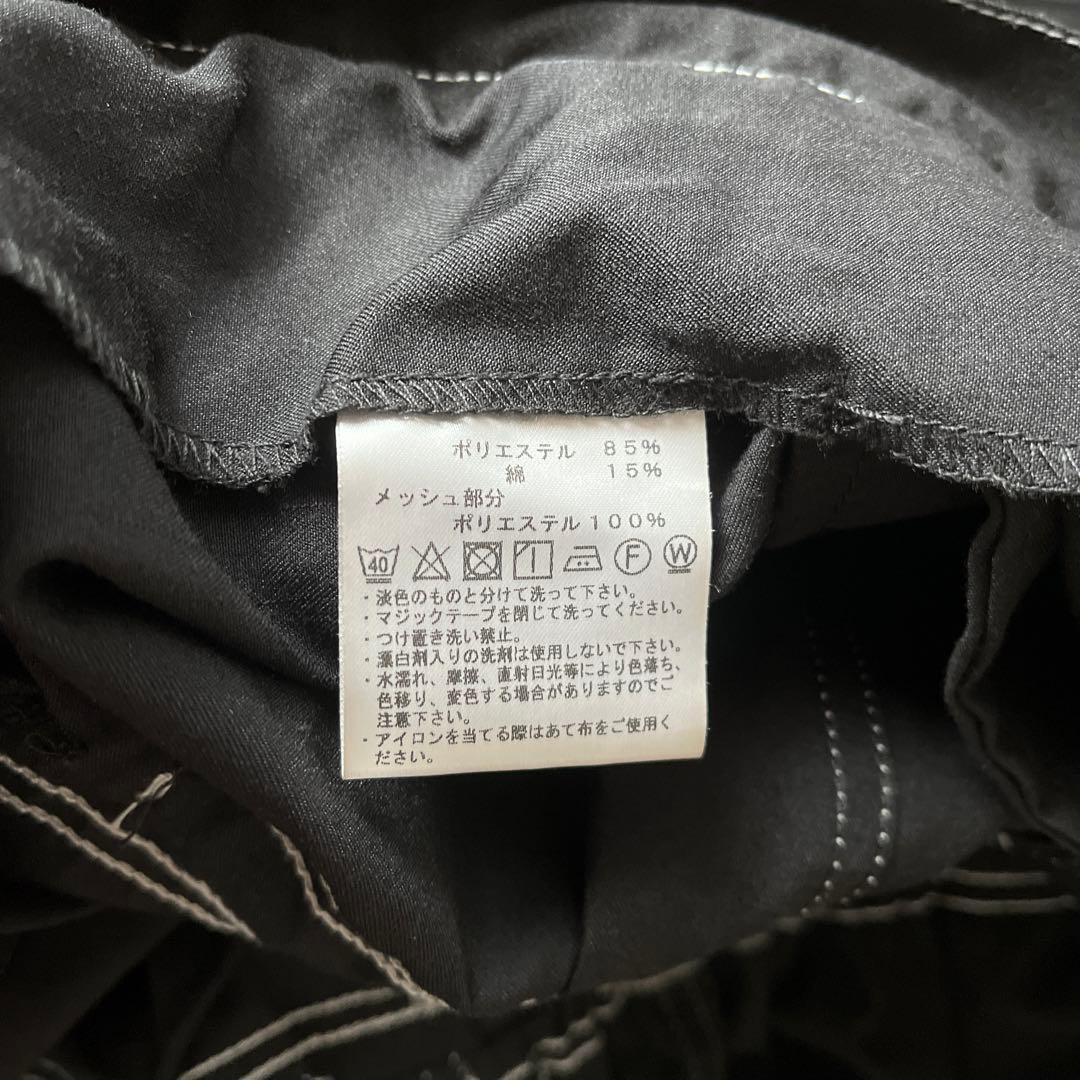 ポリエステル 85%
綿 15%
メッシュ部分
ポリエステル100%
40 F W
・淡色のものと分けて洗って下さい。
・マジックテープを閉じて洗ってください。
・つけ置き洗い禁止。
・漂白剤入りの洗剤は使用しないで下さい。
・水濡れ、摩擦、直射日光等により色落ち、
色移り、変色する場合がありますのでご
注意下さい。
・アイロンを当てる際はあて布をご使用く
ださい。